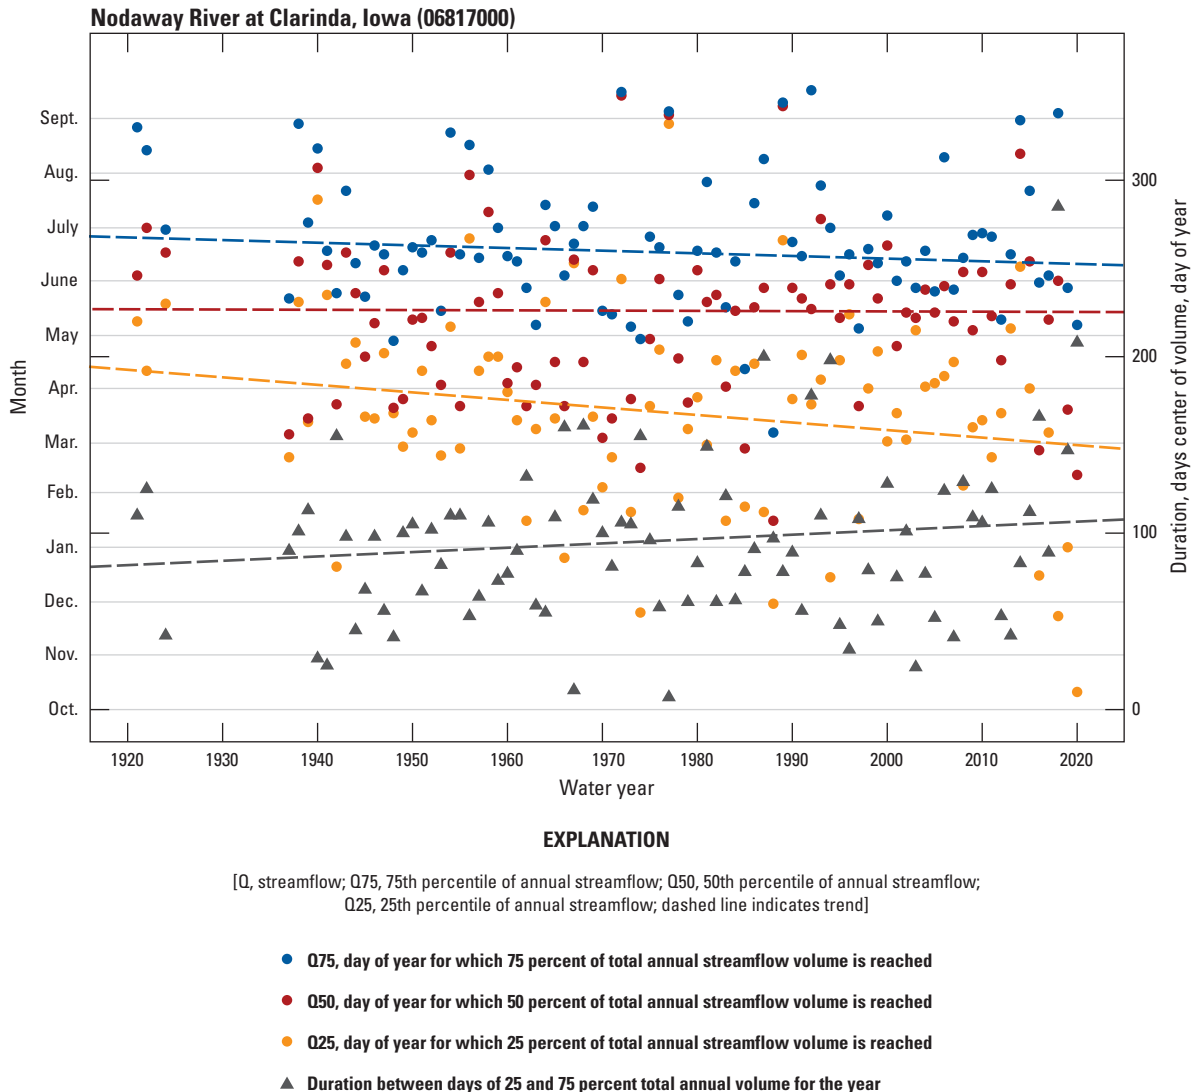 Nodaway River at Clarinda, Iowa (06817000)
Sept.
Aug.
July
June
May
Apr.
Mar.
Feb.
Jan.
Dec.
Nov.
Oct.
Month
300
200
100
0
Duration, days center of volume, day of year
1920 1930 1940 1950 1960 1970 1980 1990 2000 2010 2020
Water year
EXPLANATION
[Q, streamflow; Q75, 75th percentile of annual streamflow; Q50, 50th percentile of annual streamflow;
Q25, 25th percentile of annual streamflow; dashed line indicates trend]
Q75, day of year for which 75 percent of total annual streamflow volume is reached
Q50, day of year for which 50 percent of total annual streamflow volume is reached
Q25, day of year for which 25 percent of total annual streamflow volume is reached
Duration between days of 25 and 75 percent total annual volume for the year